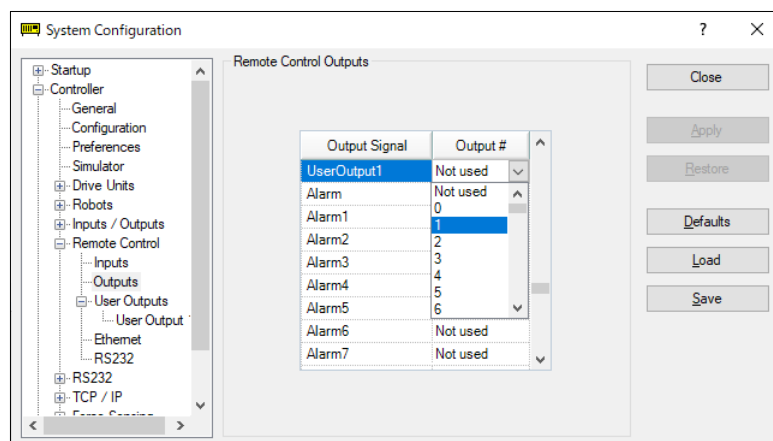 System Configuration
?
Startup
Controller
General
Configuration
Preferences
Simulator
Drive Units
Robots
Inputs / Outputs
Remote Control
Inputs
Outputs
User Outputs
User Output
Ethernet
RS232
RS232
TCP / IP
Remote Control Outputs
Output Signal Output #
UserOutput1 Not used
Alarm Not used
Alarm1 0
Alarm2 1
Alarm3 2
Alarm4 3
Alarm5 4
5
6
Alarm6 Not used
Alarm7 Not used
Close
Apply
Restore
Defaults
Load
Save